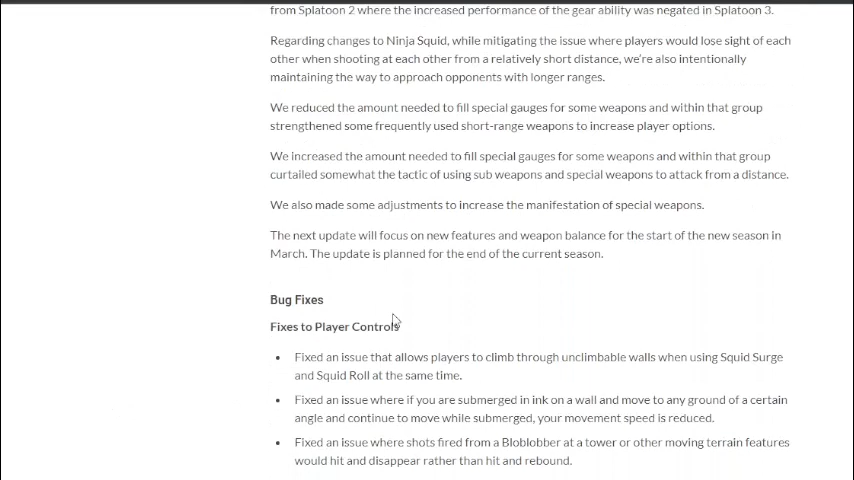 from Splatoon 2 where the increased performance of the gear ability was negated in Splatoon 3.
Regarding changes to Ninja Squid, while mitigating the issue where players would lose sight of each
other when shooting at each other from a relatively short distance, we're also intentionally
maintaining the way to approach opponents with longer ranges.
We reduced the amount needed to fill special gauges for some weapons and within that group
strengthened some frequently used short-range weapons to increase player options.
We increased the amount needed to fill special gauges for some weapons and within that group
curtailed somewhat the tactic of using sub weapons and special weapons to attack from a distance.
We also made some adjustments to increase the manifestation of special weapons.
The next update will focus on new features and weapon balance for the start of the new season in
March. The update is planned for the end of the current season.
Bug Fixes
Fixes to Player Controls
• Fixed an issue that allows players to climb through unclimbable walls when using Squid Surge
and Squid Roll at the same time.
• Fixed an issue where if you are submerged in ink on a wall and move to any ground of a certain
angle and continue to move while submerged, your movement speed is reduced.
• Fixed an issue where shots fired from a Bloblobber at a tower or other moving terrain features
would hit and disappear rather than hit and rebound.